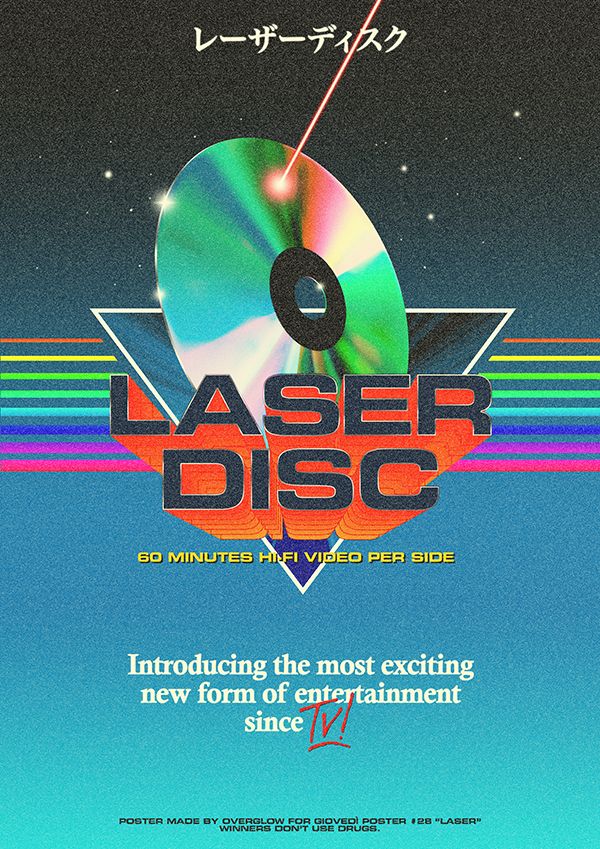 レーザーディスク
LASER
DISC
60 MINUTES HI.FI VIDEO PER SIDE
Introducing the most exciting
new form of entertainment
since TV!
POSTER MADE BY OVERGLOW FOR GIOVEDÌ POSTER #28 "LASER"
WINNERS DON'T USE DRUGS.